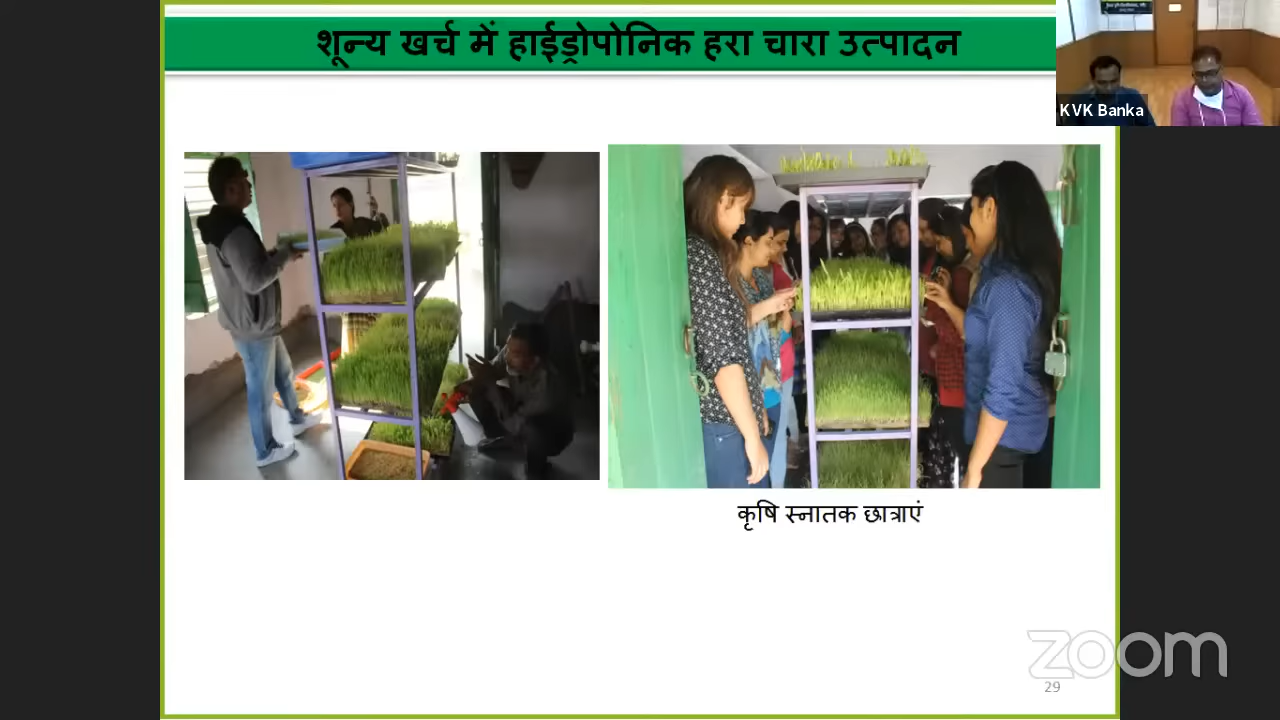 शून्य खर्च में हाईड्रोपोनिक हरा चारा उत्पादन
KVK Banka
कृषि स्नातक छात्राएं
zoom
29